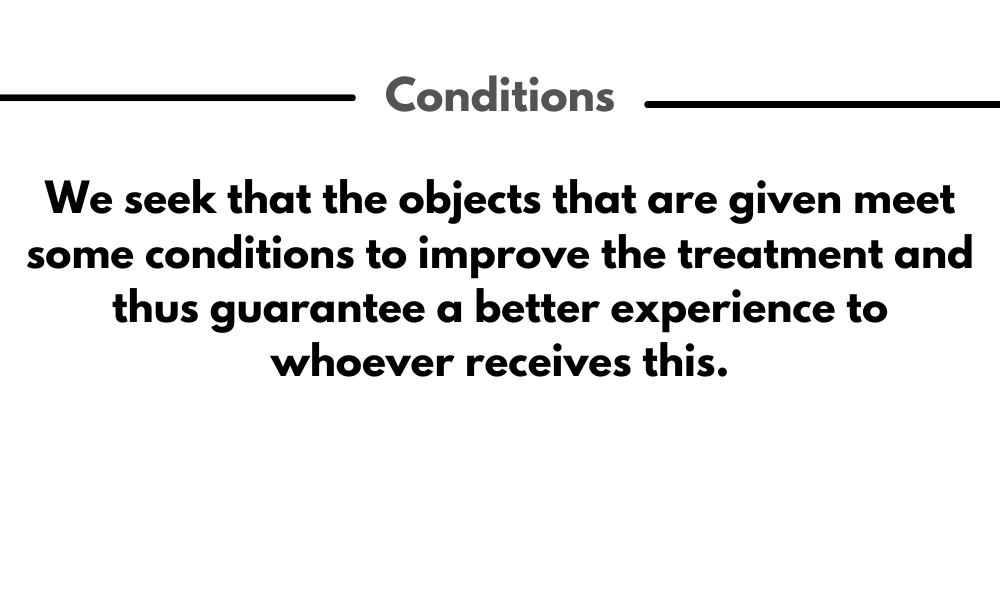 Conditions
We seek that the objects that are given meet
some conditions to improve the treatment and
thus guarantee a better experience to
whoever receives this.